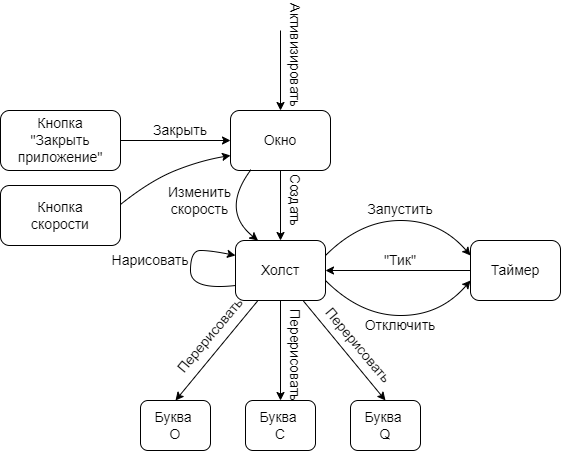 Активизировать
Кнопка
"Закрыть
приложение"
Закрыть
Окно
Кнопка
скорости
Изменить
скорость
Создать
Запустить
Нарисовать
Холст
"Тик"
Таймер
Отключить
Перерисовать
Перерисовать
Перерисовать
Буква
O
Буква
C
Буква
Q